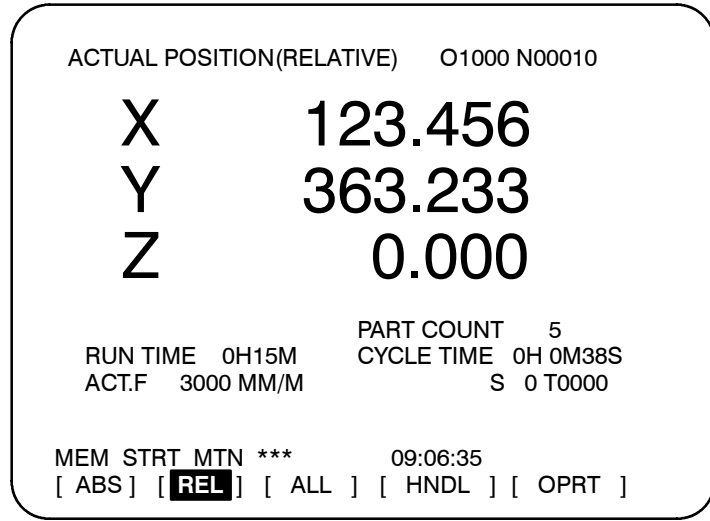 ACTUAL POSITION(RELATIVE) O1000 N00010
X 123.456
Y 363.233
Z 0.000
PART COUNT 5
RUN TIME 0H15M CYCLE TIME 0H 0M38S
ACT.F 3000 MM/M S 0 T0000
MEM STRT MTN *** 09:06:35
[ ABS ] [ REL ] [ ALL ] [ HNDL ] [ OPRT ]